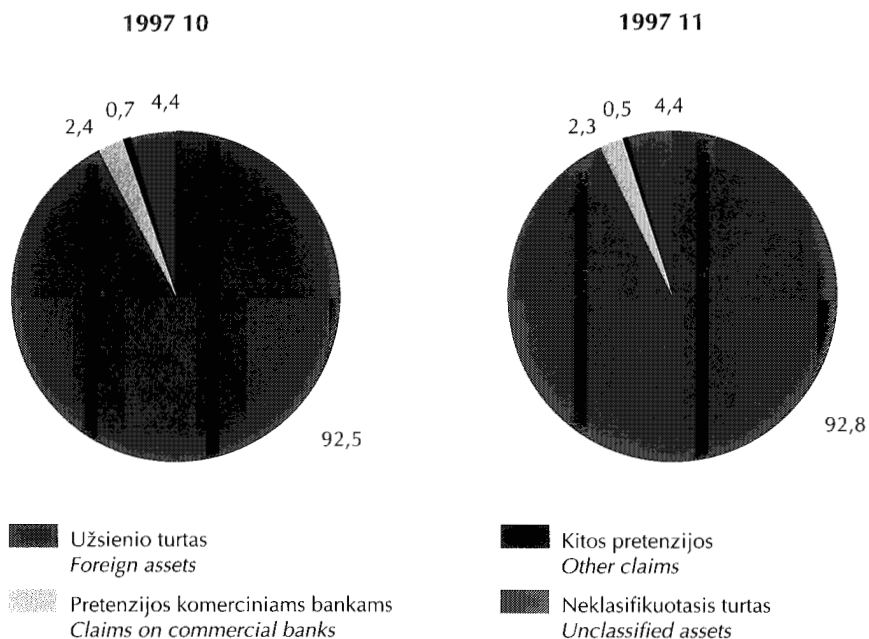 1997 10
2,4
0,7
4,4
92,5
1997 11
2,3
0,5
4,4
92,8
Užsienio turtas
Foreign assets
Pretenzijos komerciniams bankams
Claims on commercial banks
Kitos pretenzijos
Other claims
Neklasifikuotasis turtas
Unclassified assets